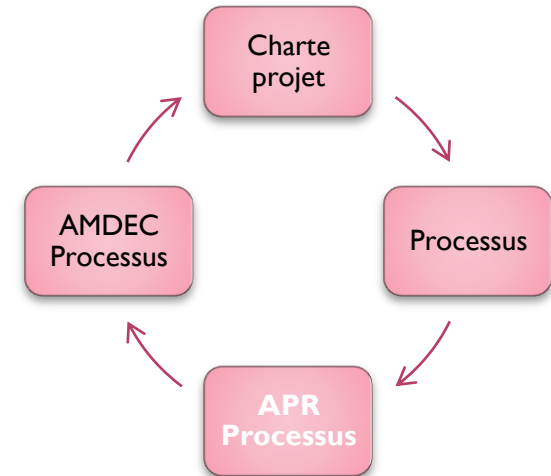 Charte
projet
Processus
APR
Processus
AMDEC
Processus